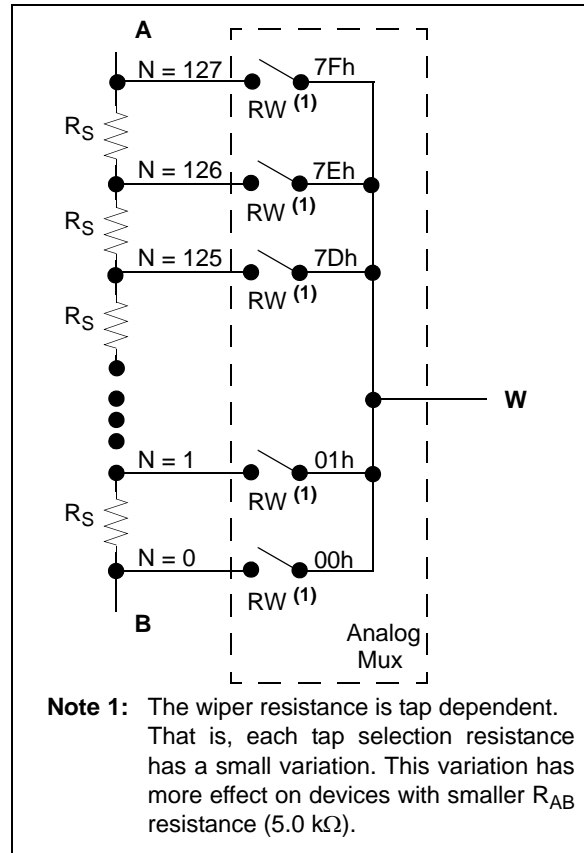 A
N = 127 7Fh
RW (1)
RS
N = 126 7Eh
RW (1)
RS
N = 125 7Dh
RW (1)
RS
W
N = 1 01h
RW (1)
RS
N = 0 00h
RW (1)
B
Analog
Mux
Note 1: The wiper resistance is tap dependent.
That is, each tap selection resistance
has a small variation. This variation has
more effect on devices with smaller RAB
resistance (5.0 kΩ).